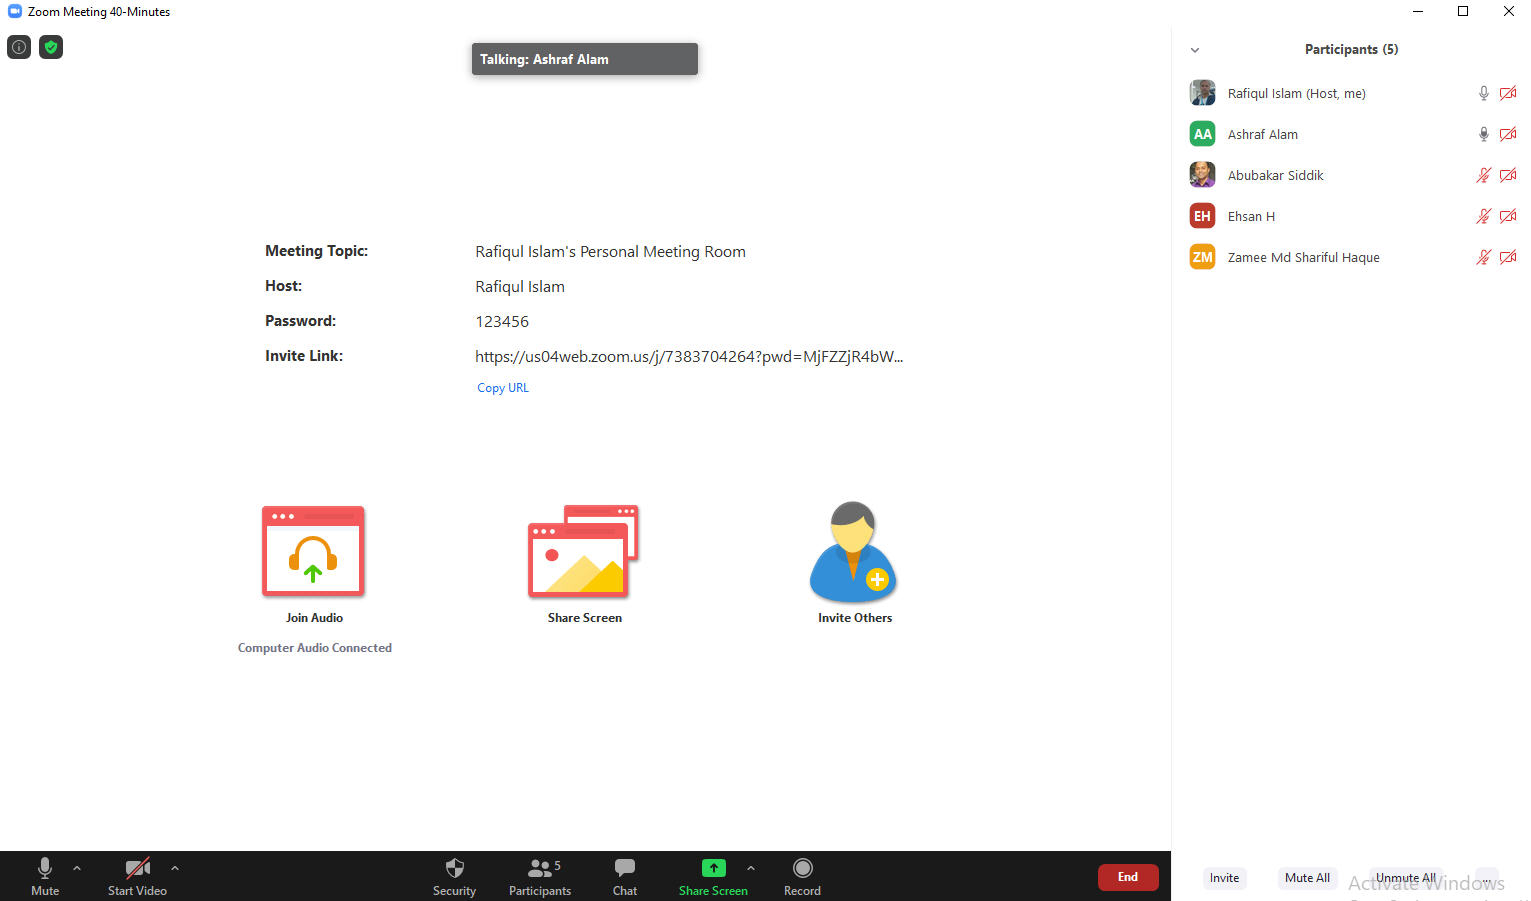 Zoom Meeting 40-Minutes
Talking: Ashraf Alam
Participants (5)
Rafiqul Islam (Host, me)
AA Ashraf Alam
Abubakar Siddik
EH Ehsan H
ZM Zamee Md Shariful Haque
Meeting Topic: Rafiqul Islam's Personal Meeting Room
Host: Rafiqul Islam
Password: 123456
Invite Link: https://us04web.zoom.us/j/7383704264?pwd=MjFZZjR4bW...
Copy URL
Join Audio Share Screen Invite Others
Computer Audio Connected
5
Mute Start Video Security Participants Chat Share Screen Record End
Invite Mute All Unmute All ...
Activate Windows